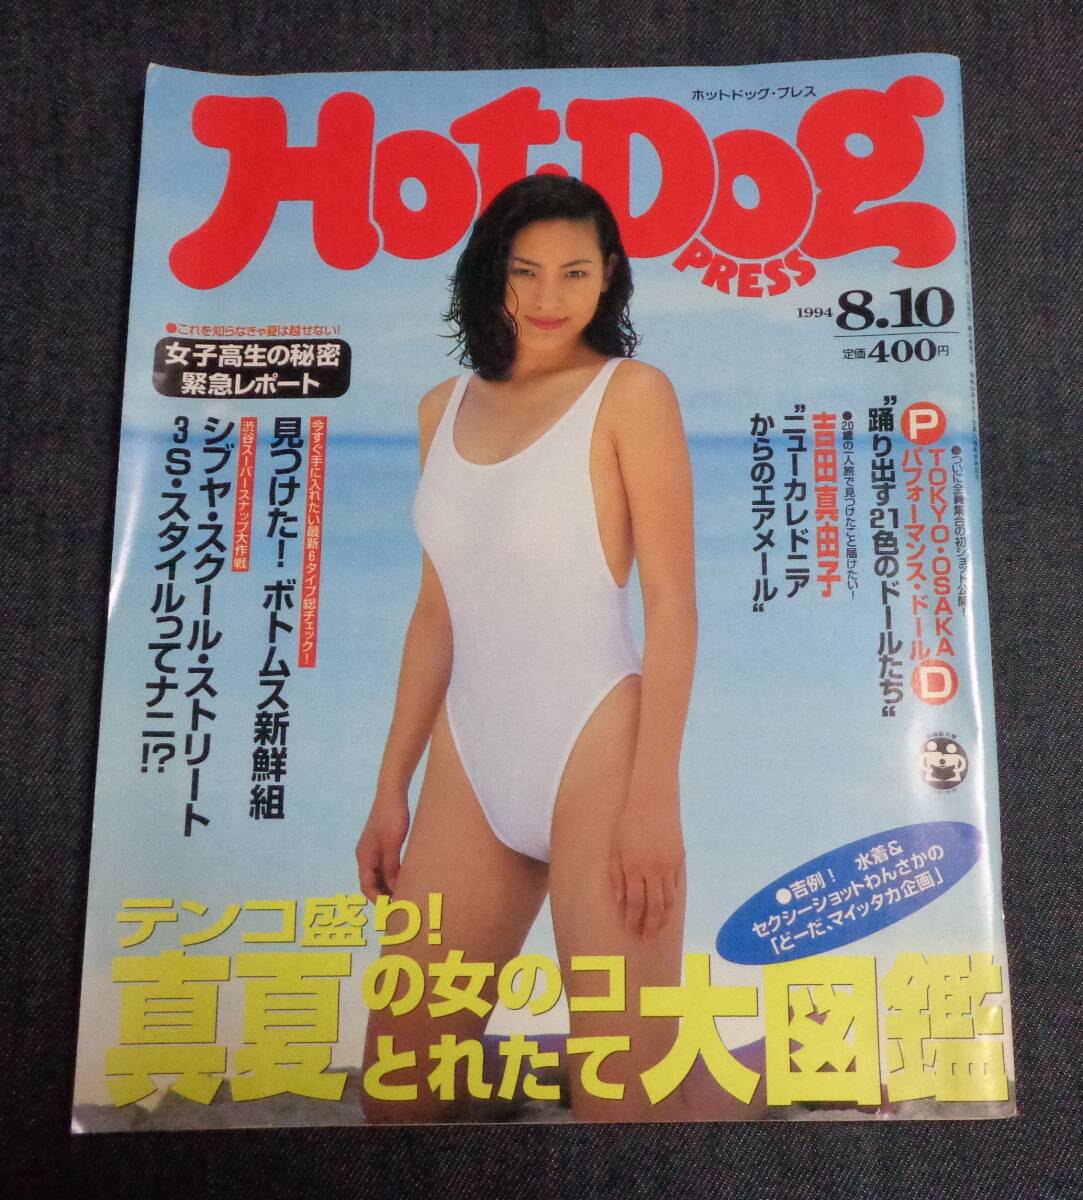 ホットドッグ・プレス
Hot・Dog
PRESS
1994 8.10
定価400円
●これを知らなきゃ夏は越せない!
女子高生の秘密
緊急レポート
●ついに全員集合の初ショット公開!
P TOKYO・OSAKA D
パフォーマンス・ドール
"踊り出す21色のドールたち"
●20歳の一人旅で見つけたこと届けたい!
吉田真由子
"ニューカレドニア
からのエアメール"
今すぐ手に入れたい最新6タイプ総チェック!
見つけた!ボトムス新鮮組
渋谷スーパースナップ大作戦
シブヤ・スクール・ストリート
3S・スタイルってナニ!?
●吉例! 水着&
セクシーショットわんさかの
「どーだ、マイッタカ企画」
テンコ盛り!
真夏の女のコ
とれたて大図鑑